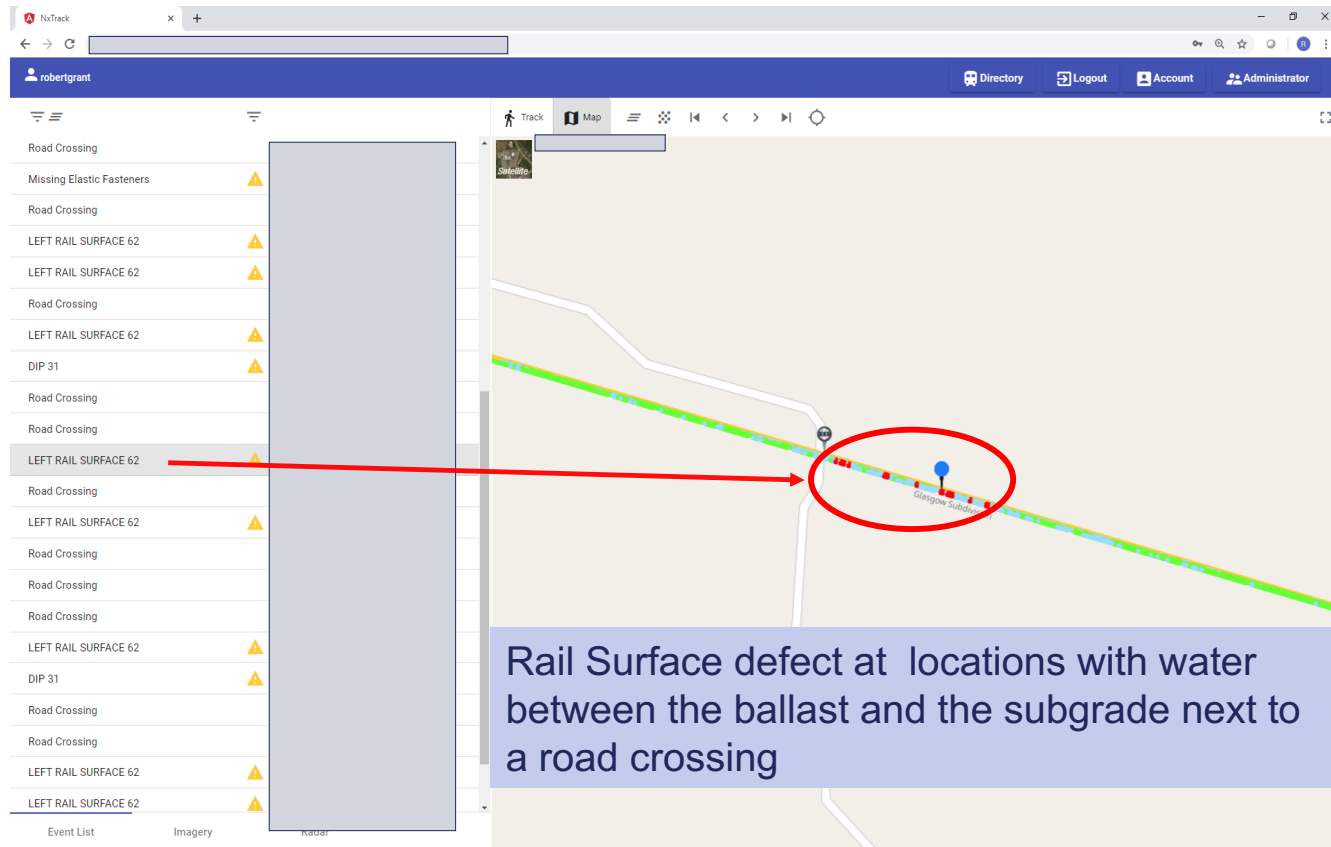 NxTrack
robertgrant
Directory
Logout
Account
Administrator
Track
Map
Satellite
Road Crossing
Missing Elastic Fasteners
Road Crossing
LEFT RAIL SURFACE 62
LEFT RAIL SURFACE 62
Road Crossing
LEFT RAIL SURFACE 62
DIP 31
Road Crossing
Road Crossing
LEFT RAIL SURFACE 62
Road Crossing
LEFT RAIL SURFACE 62
Road Crossing
Road Crossing
Road Crossing
LEFT RAIL SURFACE 62
DIP 31
Road Crossing
Road Crossing
LEFT RAIL SURFACE 62
LEFT RAIL SURFACE 62
Event List
Imagery
Radar
Glasgow Subdivision
Rail Surface defect at locations with water
between the ballast and the subgrade next to
a road crossing
R